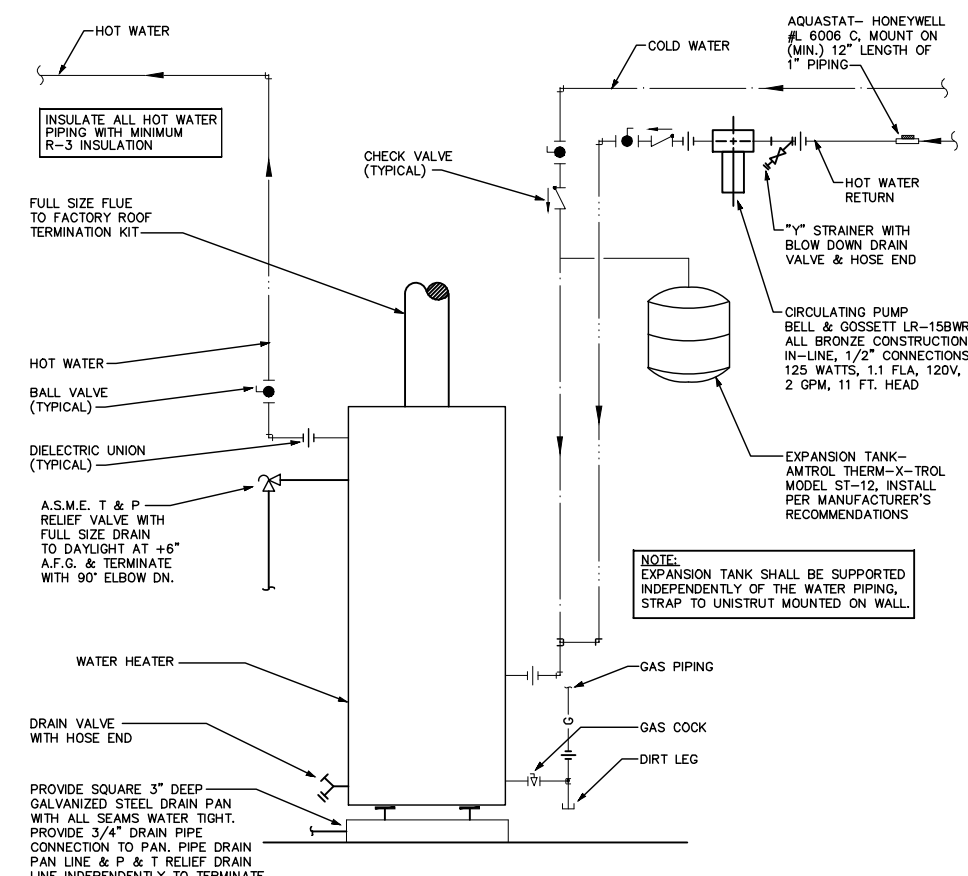 HOT WATER
INSULATE ALL HOT WATER
PIPING WITH MINIMUM
R-3 INSULATION
FULL SIZE FLUE
TO FACTORY ROOF
TERMINATION KIT
HOT WATER
BALL VALVE
(TYPICAL)
DIELECTRIC UNION
(TYPICAL)
A.S.M.E. T & P
RELIEF VALVE WITH
FULL SIZE DRAIN
TO DAYLIGHT AT +6"
A.F.G. & TERMINATE
WITH 90° ELBOW DN.
WATER HEATER
DRAIN VALVE
WITH HOSE END
PROVIDE SQUARE 3" DEEP
GALVANIZED STEEL DRAIN PAN
WITH ALL SEAMS WATER TIGHT.
PROVIDE 3/4" DRAIN PIPE
CONNECTION TO PAN. PIPE DRAIN
PAN LINE & P & T RELIEF DRAIN
LINE INDEPENDENTLY TO TERMINATE
CHECK VALVE
(TYPICAL)
COLD WATER
AQUASTAT- HONEYWELL
#L 6006 C, MOUNT ON
(MIN.) 12" LENGTH OF
1" PIPING
HOT WATER
RETURN
"Y" STRAINER WITH
BLOW DOWN DRAIN
VALVE & HOSE END
CIRCULATING PUMP
BELL & GOSSETT LR-15BWR
ALL BRONZE CONSTRUCTION
IN-LINE, 1/2" CONNECTIONS
125 WATTS, 1.1 FLA, 120V,
2 GPM, 11 FT. HEAD
EXPANSION TANK-
AMTROL THERM-X-TROL
MODEL ST-12, INSTALL
PER MANUFACTURER'S
RECOMMENDATIONS
NOTE:
EXPANSION TANK SHALL BE SUPPORTED
INDEPENDENTLY OF THE WATER PIPING,
STRAP TO UNISTRUT MOUNTED ON WALL.
GAS PIPING
G
GAS COCK
DIRT LEG